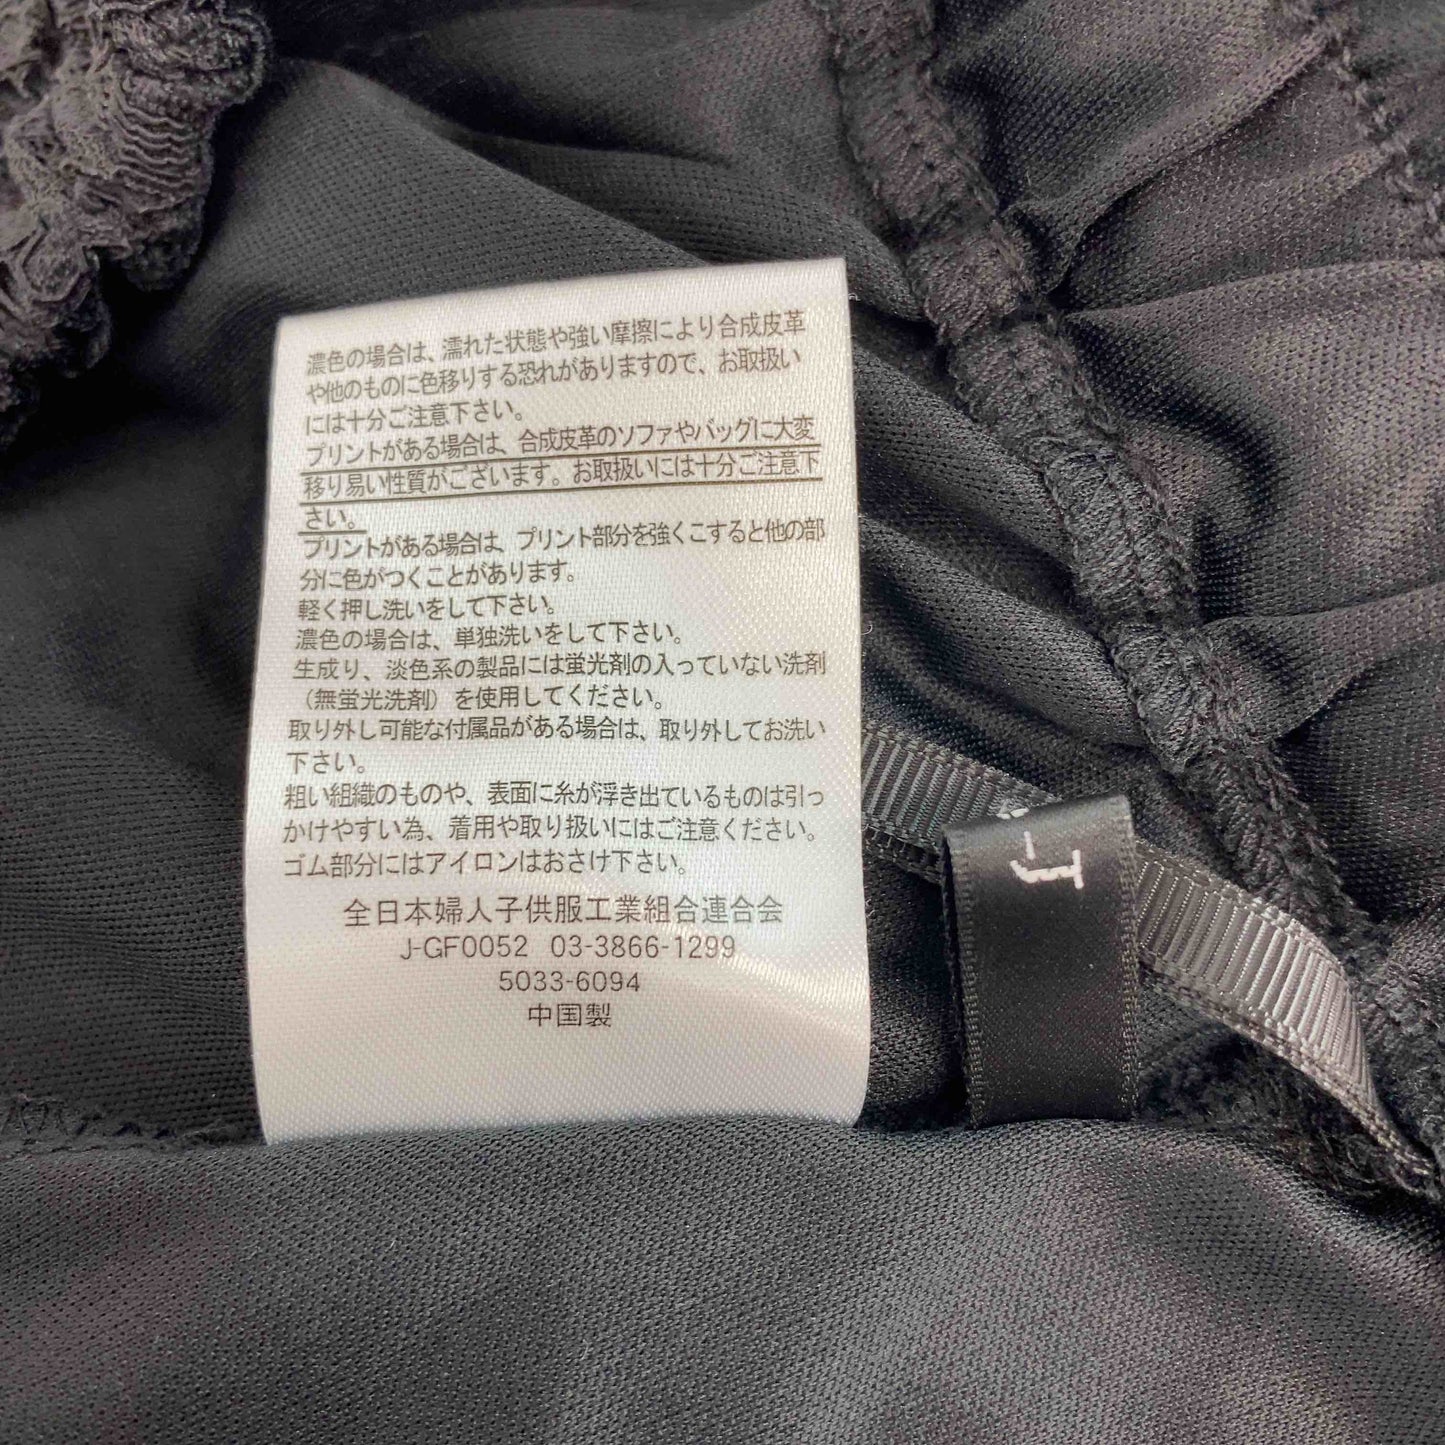 濃色の場合は、濡れた状態や強い摩擦により合成皮革
や他のものに色移りする恐れがありますので、お取扱い
には十分ご注意下さい。
プリントがある場合は、合成皮革のソファやバッグに大変
移り易い性質がございます。お取扱いには十分ご注意下
さい。
プリントがある場合は、プリント部分を強くこすると他の部
分に色がつくことがあります。
軽く押し洗いをして下さい。
濃色の場合は、単独洗いをして下さい。
生成り、淡色系の製品には蛍光剤の入っていない洗剤
（無蛍光洗剤）を使用してください。
取り外し可能な付属品がある場合は、取り外してお洗い
下さい。
粗い組織のものや、表面に糸が浮き出ているものは引っ
かけやすい為、着用や取り扱いにはご注意ください。
ゴム部分にはアイロンはおさけ下さい。
全日本婦人子供服工業組合連合会
J-GF0052 03-3866-1299
5033-6094
中国製